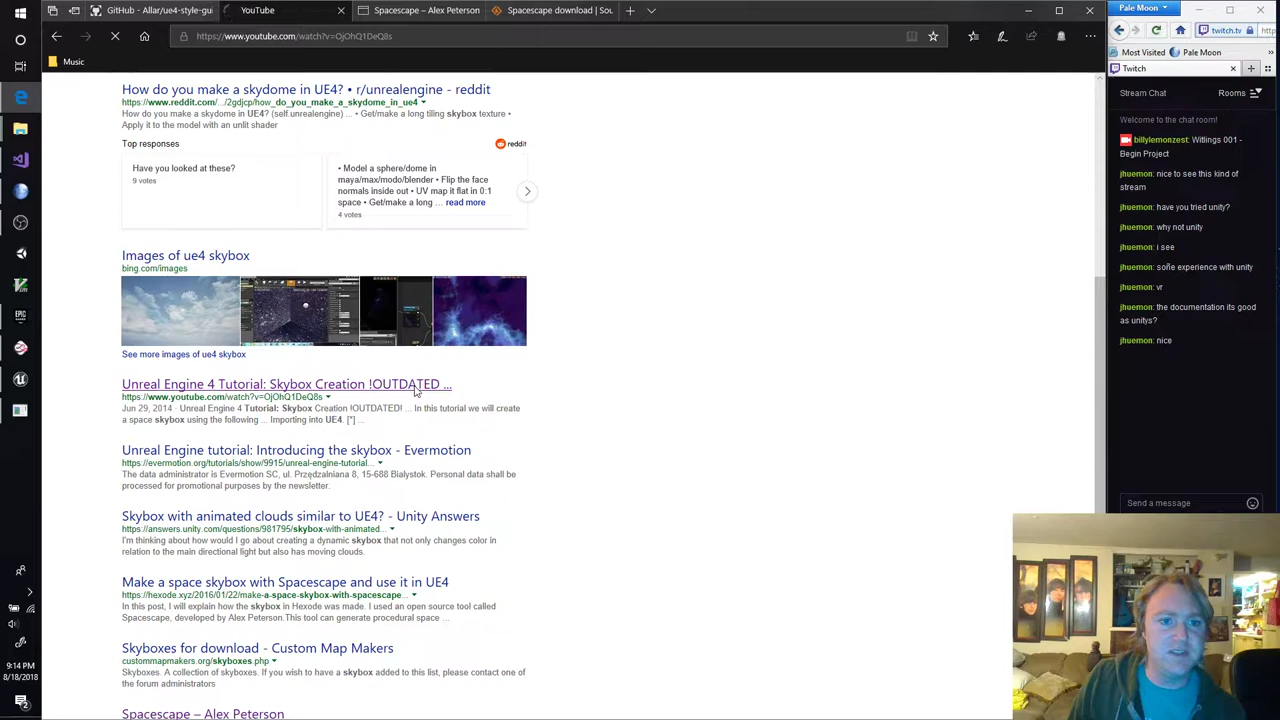 GitHub - Allar/ue4-style-gui
YouTube
Spacescape – Alex Peterson
Spacescape download | Sou
https://www.youtube.com/watch?v=OjOhQ1DeQ8s
Music
How do you make a skydome in UE4? • r/unrealengine - reddit
https://www.reddit.com/.../2gdjcp/how_do_you_make_a_skydome_in_ue4
How do you make a skydome in UE4? (self.unrealengine) ... • Get/make a long tiling skybox texture •
Apply it to the model with an unlit shader
Top responses
reddit
Have you looked at these?
9 votes
• Model a sphere/dome in
maya/max/modo/blender • Flip the face
normals inside out • UV map it flat in 0:1
space • Get/make a long ... read more
4 votes
Images of ue4 skybox
bing.com/images
See more images of ue4 skybox
Unreal Engine 4 Tutorial: Skybox Creation !OUTDATED ...
https://www.youtube.com/watch?v=OjOhQ1DeQ8s
Jun 29, 2014 · Unreal Engine 4 Tutorial: Skybox Creation !OUTDATED! ... In this tutorial we will create
a space skybox using the following ... Importing into UE4. [*] ...
Unreal Engine tutorial: Introducing the skybox - Evermotion
https://evermotion.org/tutorials/show/9915/unreal-engine-tutorial...
The data administrator is Evermotion SC, ul. Przędzalniana 8, 15-688 Bialystok. Personal data shall be
processed for promotional purposes by the newsletter.
Skybox with animated clouds similar to UE4? - Unity Answers
https://answers.unity.com/questions/981795/skybox-with-animated...
I'm thinking about how would I go about creating a dynamic skybox that not only changes color in
relation to the main directional light but also has moving clouds.
Make a space skybox with Spacescape and use it in UE4
https://hexode.xyz/2016/01/22/make-a-space-skybox-with-spacescape...
In this post, I will explain how the skybox in Hexode was made. I used an open source tool called
Spacescape, developed by Alex Peterson.This tool can generate procedural space ...
Skyboxes for download - Custom Map Makers
custommapmakers.org/skyboxes.php
Skyboxes. A collection of skyboxes. If you wish to have a skybox added to this list, please contact one of
the forum administrators
Spacescape – Alex Peterson
EPIC
9:14 PM
8/18/2018
2
Pale Moon
twitch.tv
http
Most Visited
Pale Moon
Twitch
Stream Chat
Rooms
Welcome to the chat room!
billylemonzest: Witlings 001 -
Begin Project
jhuemon: nice to see this kind of
stream
jhuemon: have you tried unity?
jhuemon: why not unity
jhuemon: i see
jhuemon: soñe experience with unity
jhuemon: vr
jhuemon: the documentation its good
as unitys?
jhuemon: nice
Send a message